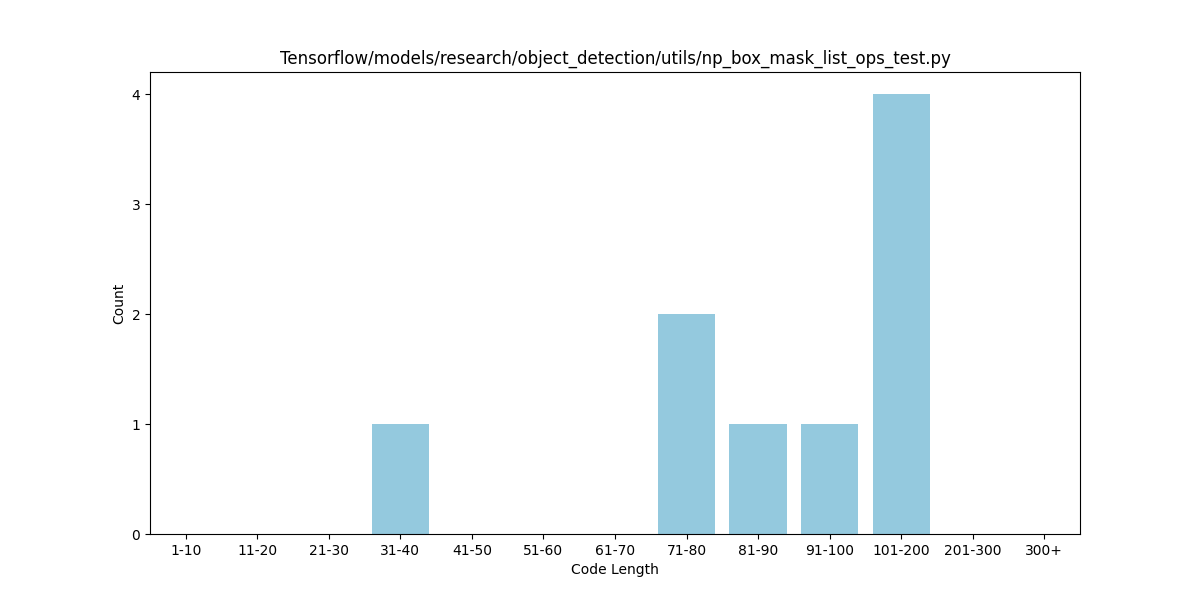 Tensorflow/models/research/object_detection/utils/np_box_mask_list_ops_test.py
4
3
2
1
0
Count
1-10 11-20 21-30 31-40 41-50 51-60 61-70 71-80 81-90 91-100 101-200 201-300 300+
Code Length